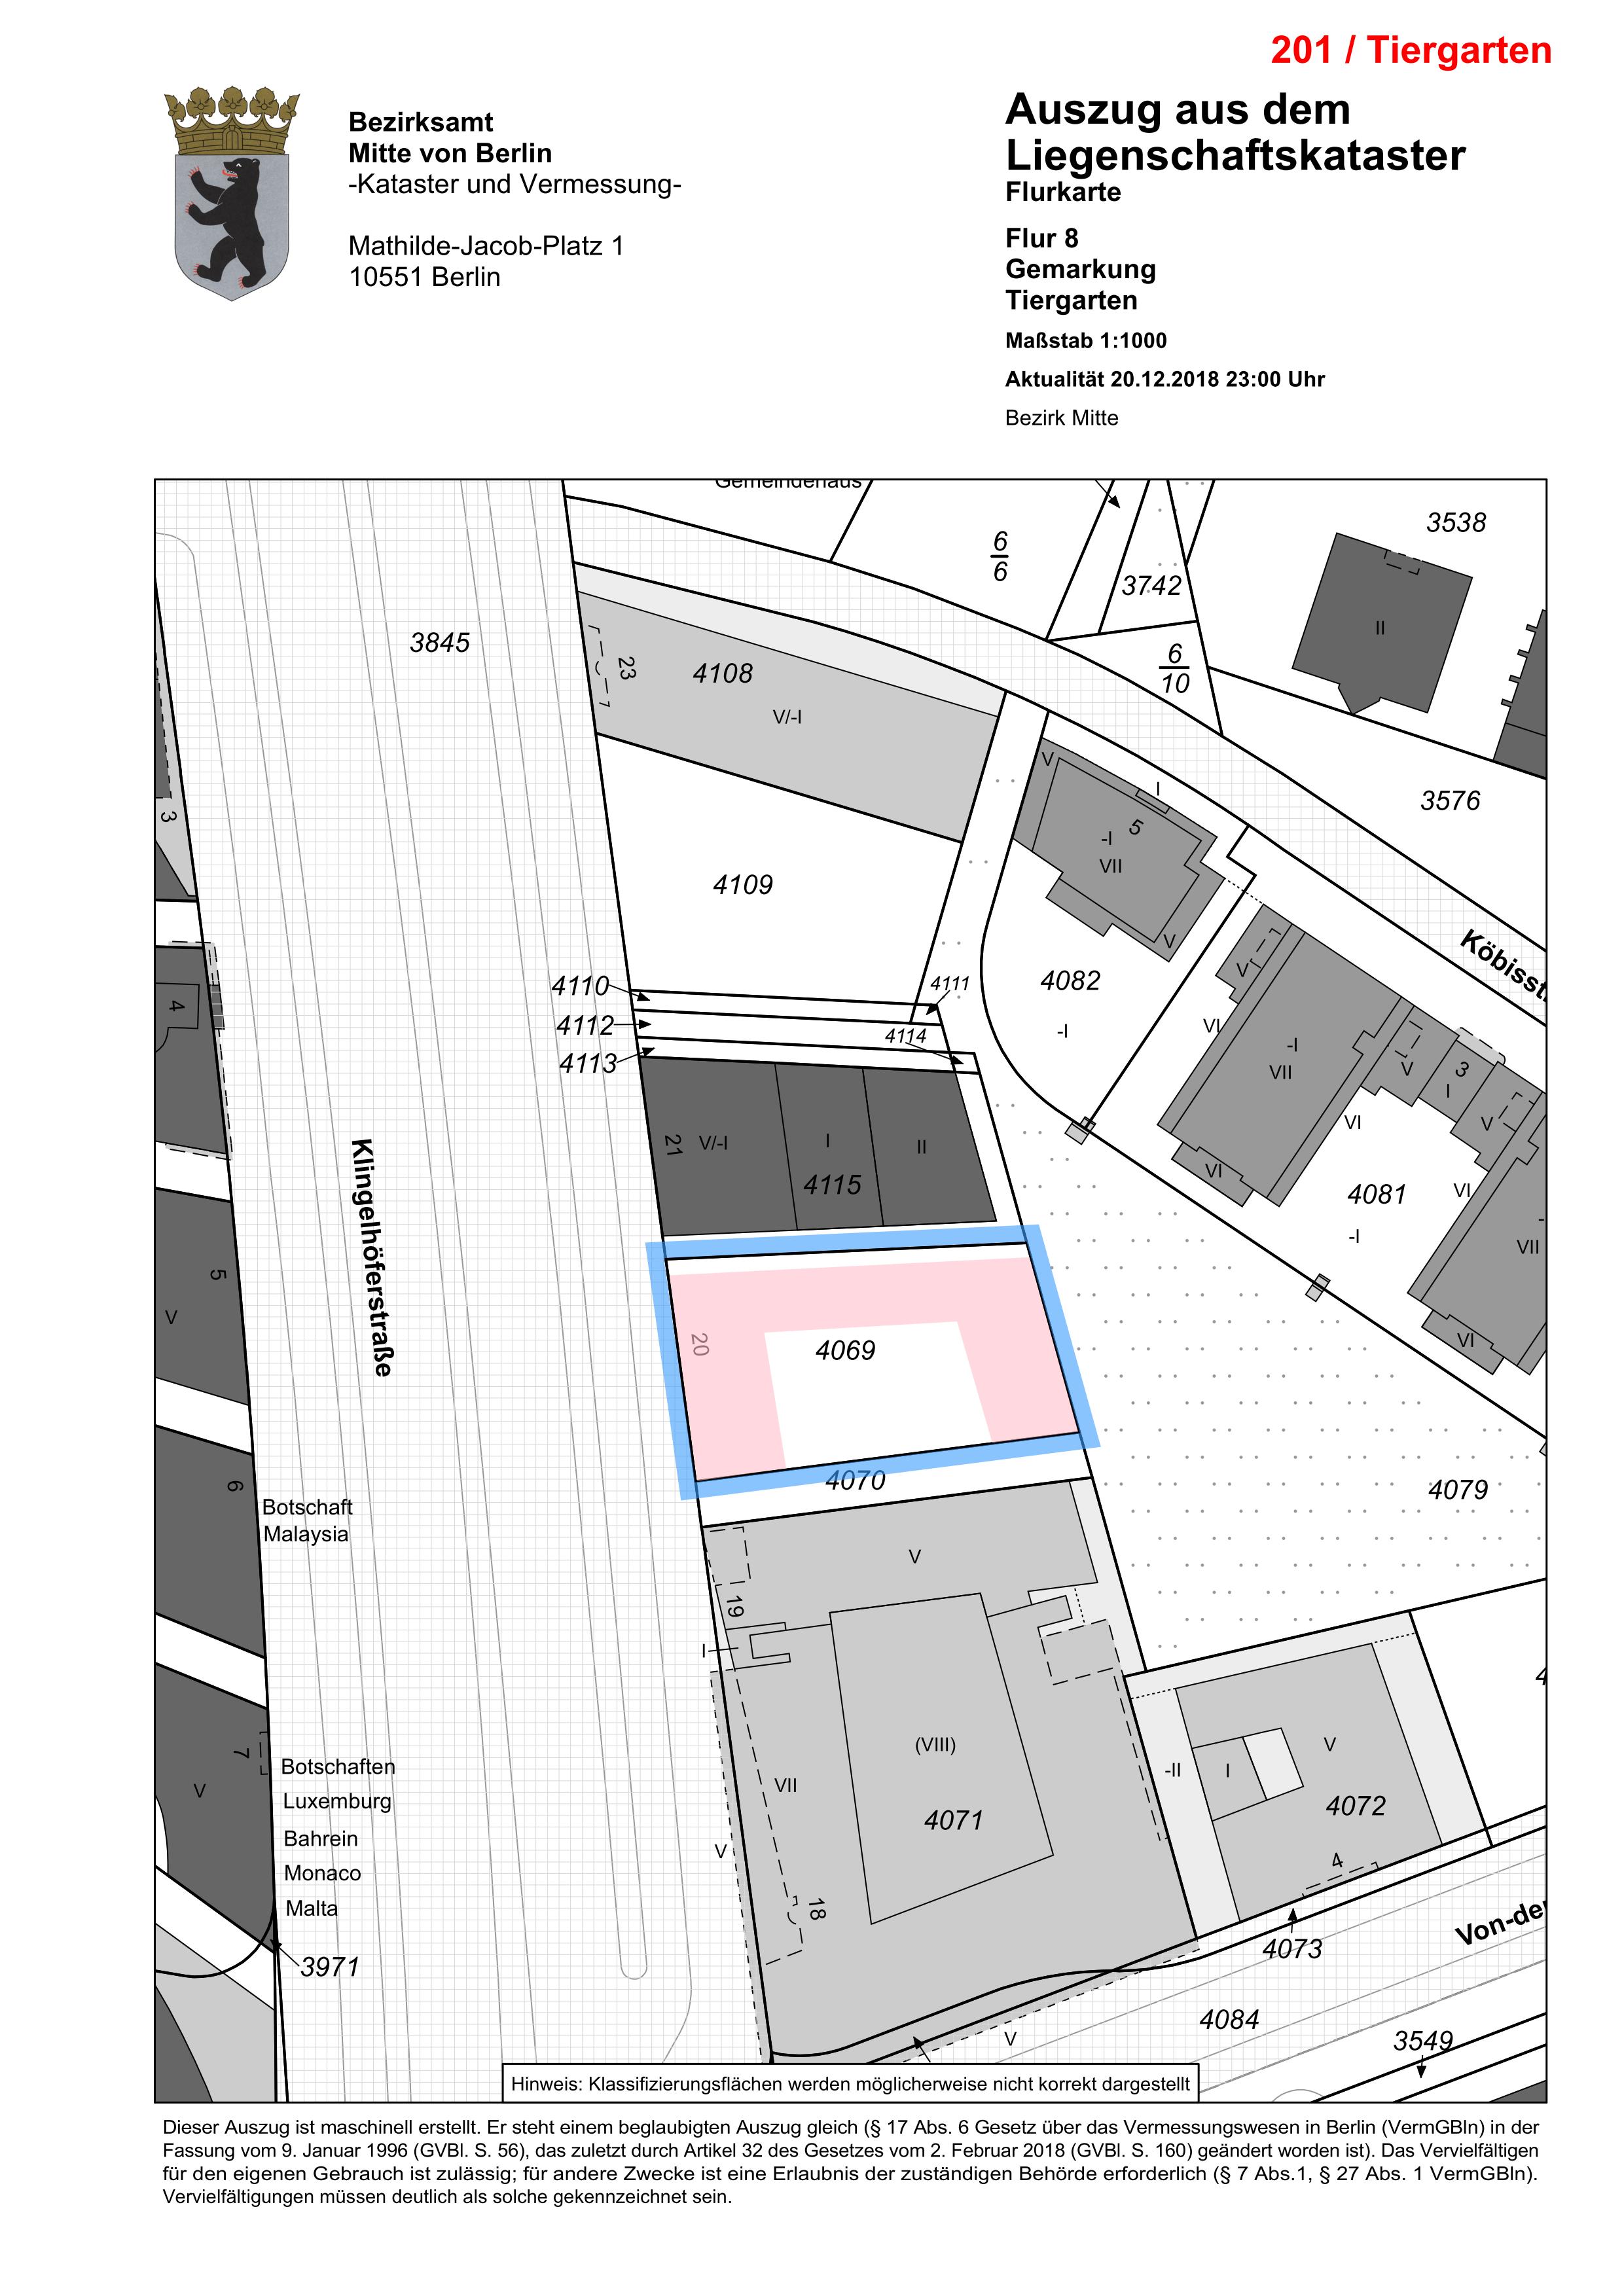 201 / Tiergarten
Bezirksamt
Mitte von Berlin
-Kataster und Vermessung-
Mathilde-Jacob-Platz 1
10551 Berlin
Auszug aus dem
Liegenschaftskataster
Flurkarte
Flur 8
Gemarkung
Tiergarten
Maßstab 1:1000
Aktualität 20.12.2018 23:00 Uhr
Bezirk Mitte
Gemeindehaus
3538
6
6
3742
II
3845
6
10
23
4108
V/-I
3576
3
V
I
5
-I
VII
V
4109
Köbisst
4
4110
4111
4082
V
4112
-I
VI
4114
4113
-I
VII
V
3
I
V
VI
21
V/-I
I
II
4115
VI
VI
4081
-I
VII
Klingelhöferstraße
5
V
VI
20
4069
6
4070
4079
Botschaft
Malaysia
V
19
I
4
7
V
Botschaften
Luxemburg
Bahrein
Monaco
Malta
(VIII)
VII
4071
V
-II
I
V
4072
4
18
Von-der
4073
3971
4084
V
3549
Hinweis: Klassifizierungsflächen werden möglicherweise nicht korrekt dargestellt
Dieser Auszug ist maschinell erstellt. Er steht einem beglaubigten Auszug gleich (§ 17 Abs. 6 Gesetz über das Vermessungswesen in Berlin (VermGBln) in der
Fassung vom 9. Januar 1996 (GVBl. S. 56), das zuletzt durch Artikel 32 des Gesetzes vom 2. Februar 2018 (GVBl. S. 160) geändert worden ist). Das Vervielfältigen
für den eigenen Gebrauch ist zulässig; für andere Zwecke ist eine Erlaubnis der zuständigen Behörde erforderlich (§ 7 Abs.1, § 27 Abs. 1 VermGBln).
Vervielfältigungen müssen deutlich als solche gekennzeichnet sein.